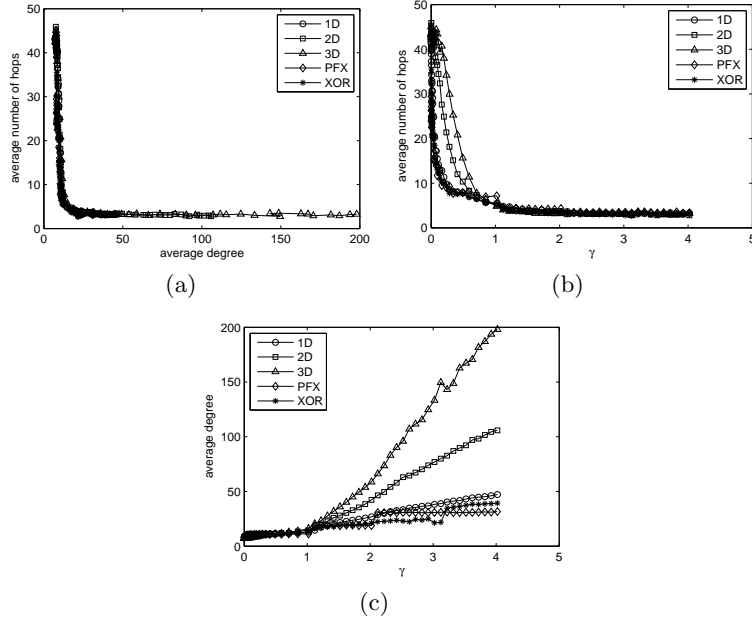 50
40
30
20
10
0
average number of hops
0 50 100 150 200
average degree
1D
2D
3D
PFX
XOR
(a)
50
40
30
20
10
0
average number of hops
0 1 2 3 4 5
γ
1D
2D
3D
PFX
XOR
(b)
200
150
100
50
0
average degree
0 1 2 3 4 5
γ
1D
2D
3D
PFX
XOR
(c)